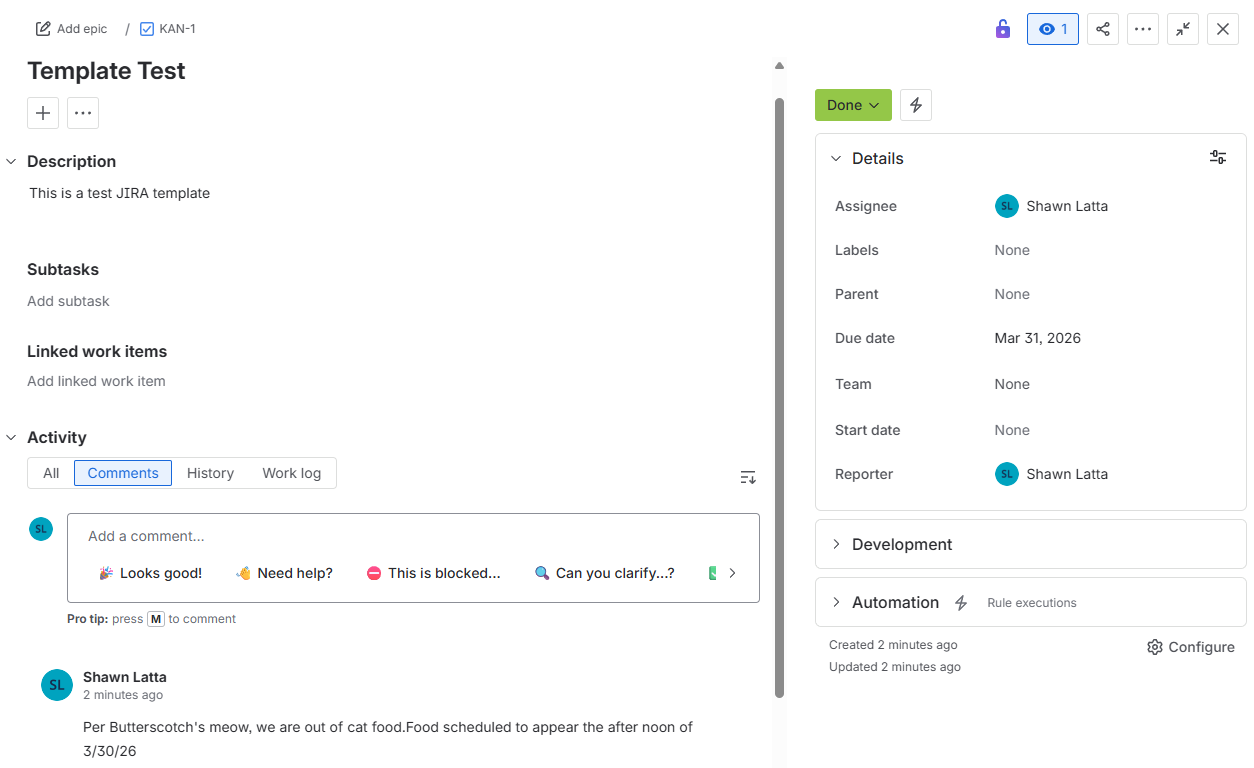 Add epic / KAN-1
1
Template Test
Description
This is a test JIRA template
Subtasks
Add subtask
Linked work items
Add linked work item
Activity
All Comments History Work log
SL
Add a comment...
Looks good! Need help? This is blocked... Can you clarify...?
Pro tip: press M to comment
SL
Shawn Latta
2 minutes ago
Per Butterscotch's meow, we are out of cat food.Food scheduled to appear the after noon of
3/30/26
Done
Details
Assignee SL Shawn Latta
Labels None
Parent None
Due date Mar 31, 2026
Team None
Start date None
Reporter SL Shawn Latta
Development
Automation Rule executions
Created 2 minutes ago
Updated 2 minutes ago
Configure